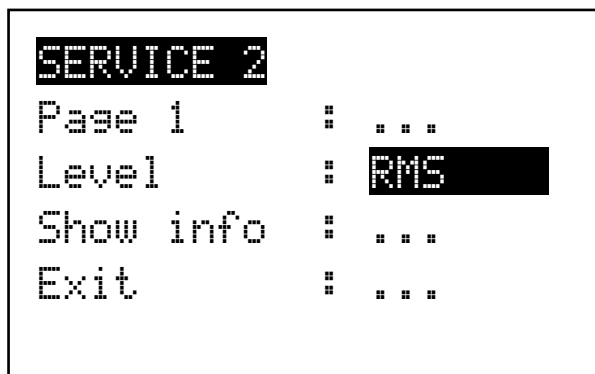 SERVICE 2
Page 1 : ...
Level : RMS
Show info : ...
Exit : ...